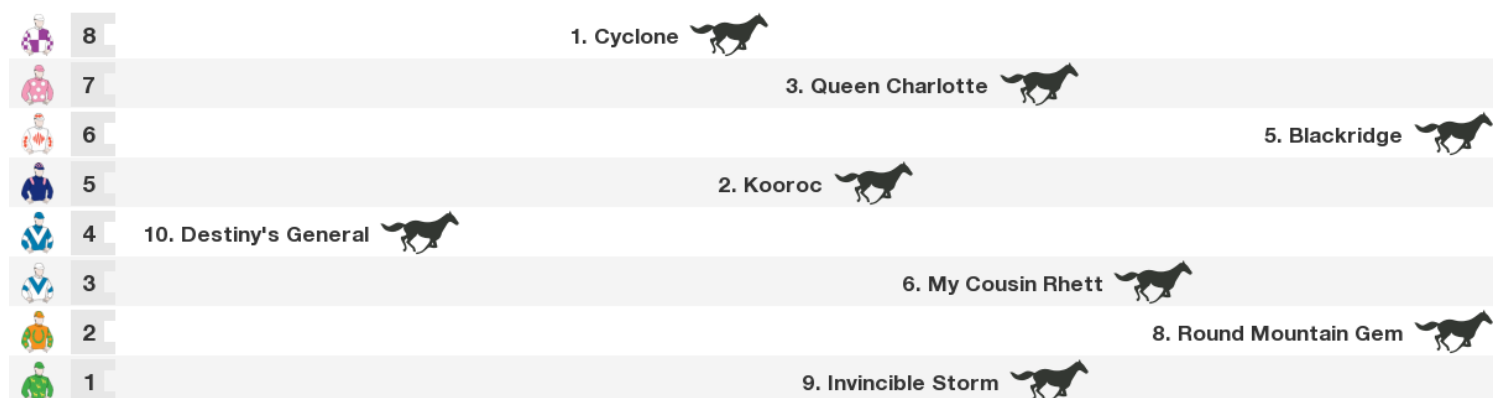 8 1. Cyclone
7 3. Queen Charlotte
6 5. Blackridge
5 2. Kooroc
4 10. Destiny's General
3 6. My Cousin Rhett
2 8. Round Mountain Gem
1 9. Invincible Storm